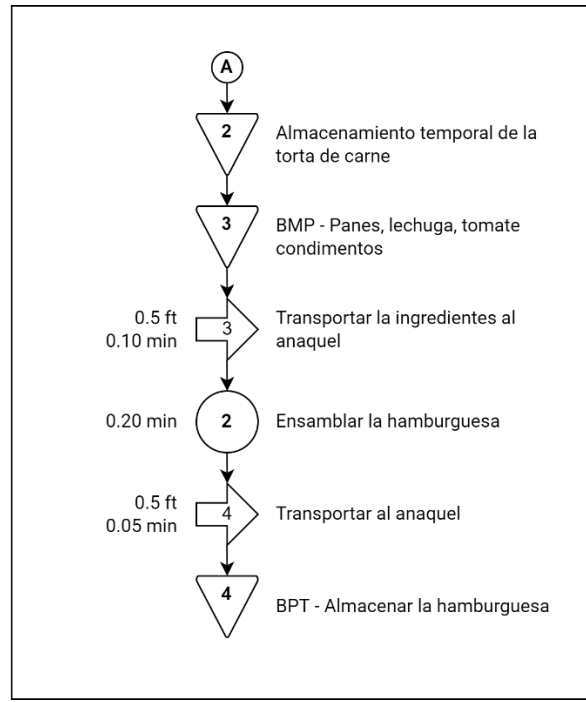 A
2
Almacenamiento temporal de la
torta de carne
3
BMP - Panes, lechuga, tomate
condimentos
0.5 ft
0.10 min
3
Transportar la ingredientes al
anaquel
0.20 min
2
Ensamblar la hamburguesa
0.5 ft
0.05 min
4
Transportar al anaquel
4
BPT - Almacenar la hamburguesa